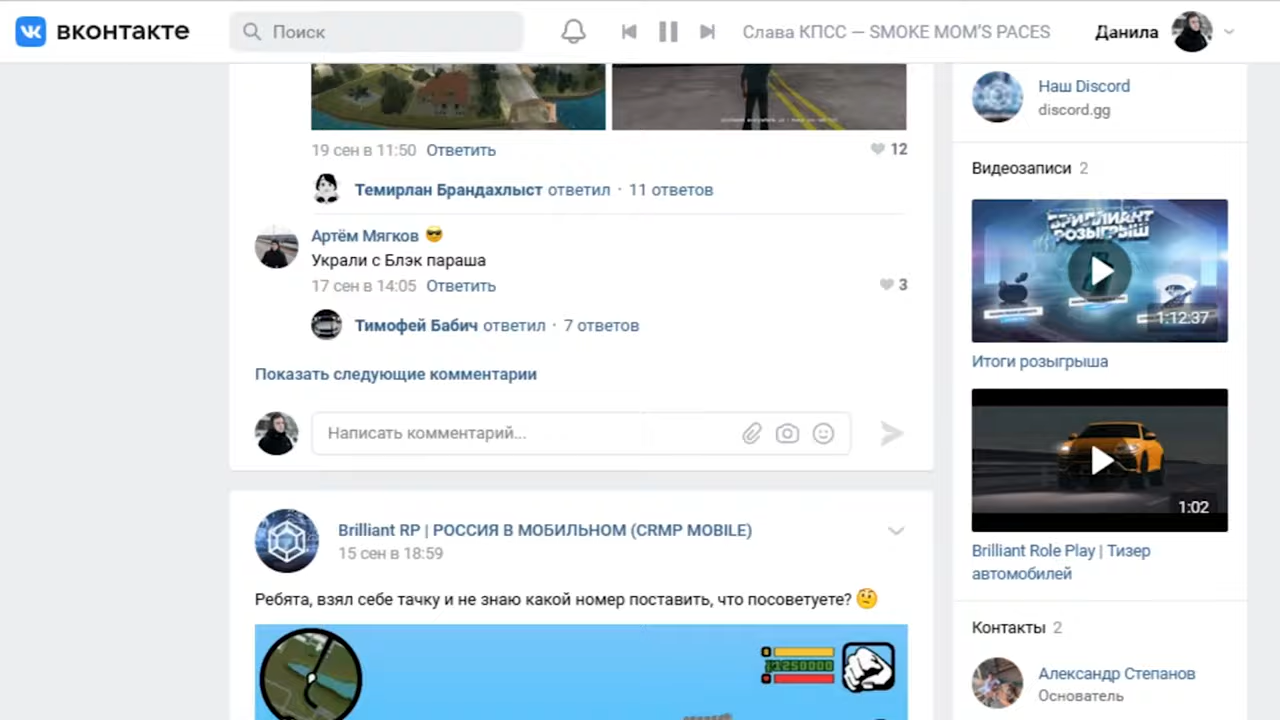 вконтакте
Поиск
Слава КПСС — SMOKE MOM'S PACES
Данила
19 сен в 11:50 Ответить
12
Темирлан Брандахлыст ответил · 11 ответов
Артём Мягков 😎
Украли с Блэк параша
17 сен в 14:05 Ответить
3
Тимофей Бабич ответил · 7 ответов
Показать следующие комментарии
Написать комментарий...
Brilliant RP | РОССИЯ В МОБИЛЬНОМ (CRMP MOBILE)
15 сен в 18:59
Ребята, взял себе тачку и не знаю какой номер поставить, что посоветуете? 🤨
1250000
Наш Discord
discord.gg
Видеозаписи 2
БРИЛЛИАНТ
РОЗЫГРЫШ
1:12:37
Итоги розыгрыша
1:02
Brilliant Role Play | Тизер
автомобилей
Контакты 2
Александр Степанов
Основатель